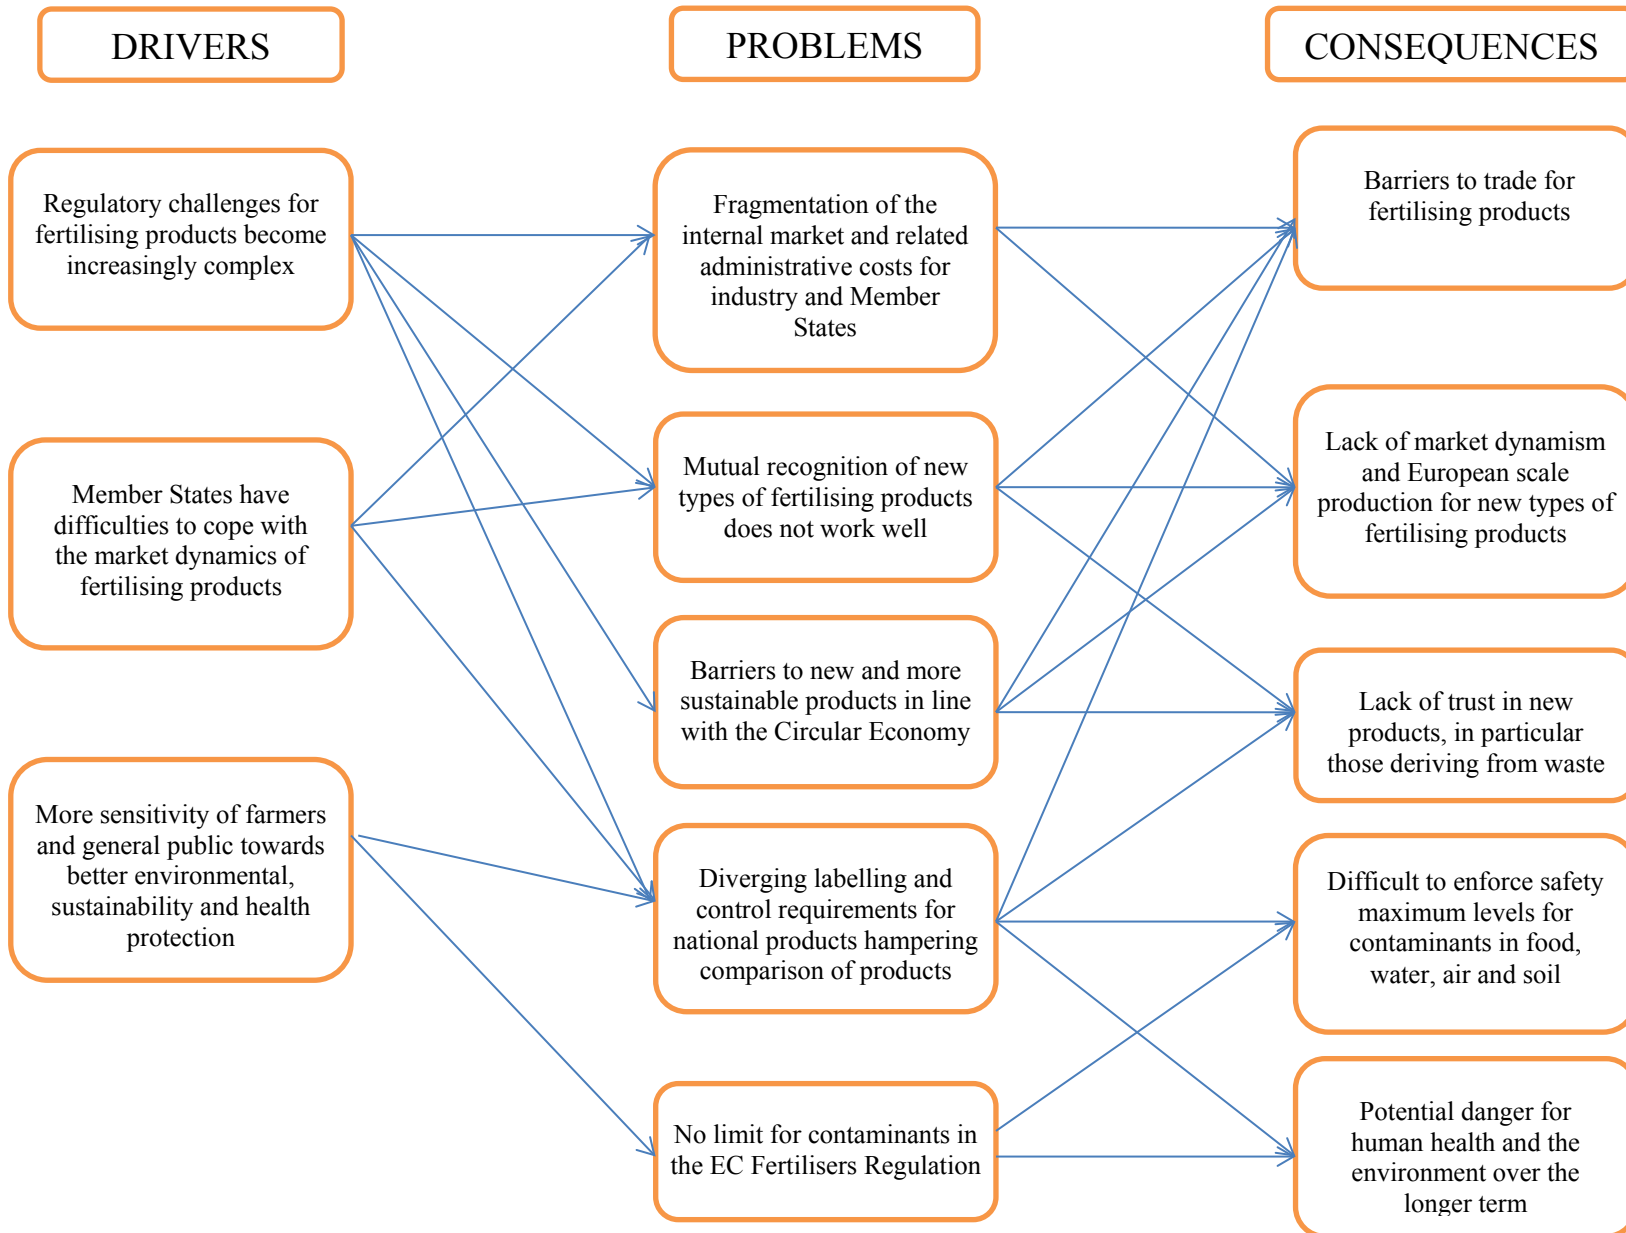 DRIVERS
PROBLEMS
CONSEQUENCES
Regulatory challenges for
fertilising products become
increasingly complex
Member States have
difficulties to cope with
the market dynamics of
fertilising products
More sensitivity of farmers
and general public towards
better environmental,
sustainability and health
protection
Fragmentation of the
internal market and related
administrative costs for
industry and Member
States
Mutual recognition of new
types of fertilising products
does not work well
Barriers to new and more
sustainable products in line
with the Circular Economy
Diverging labelling and
control requirements for
national products hampering
comparison of products
No limit for contaminants in
the EC Fertilisers Regulation
Barriers to trade for
fertilising products
Lack of market dynamism
and European scale
production for new types of
fertilising products
Lack of trust in new
products, in particular
those deriving from waste
Difficult to enforce safety
maximum levels for
contaminants in food,
water, air and soil
Potential danger for
human health and the
environment over the
longer term